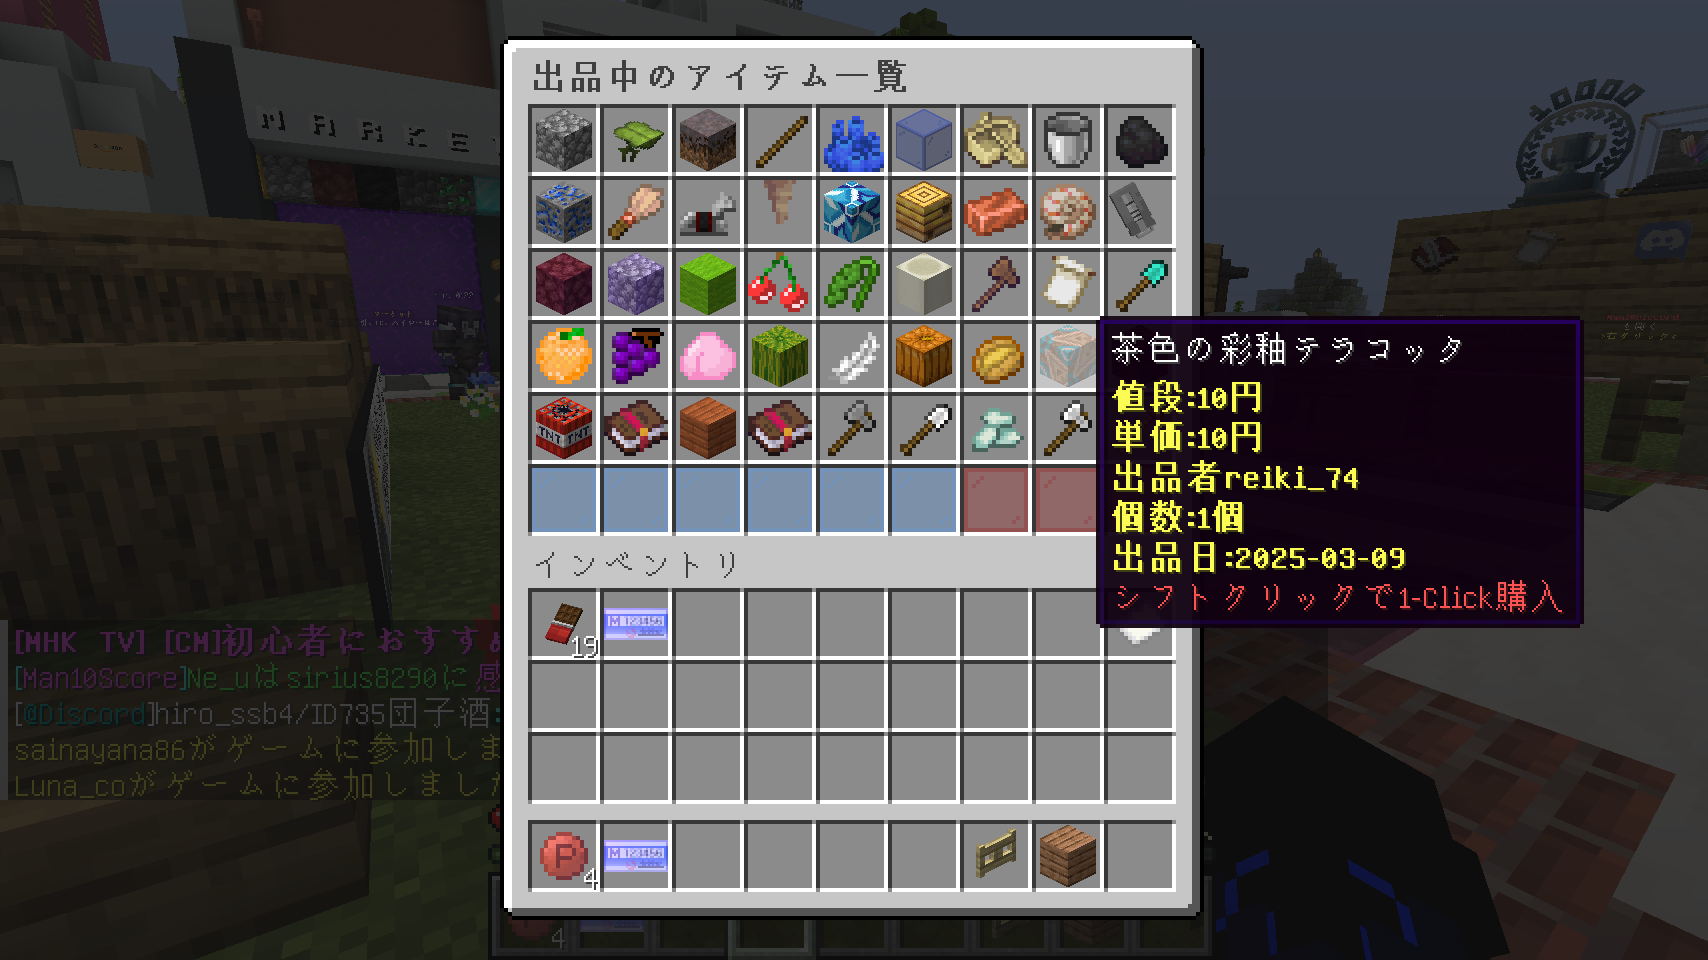 MARKE
出品中のアイテム一覧
茶色の彩釉テラコッタ
値段:10円
単価:10円
出品者reiki_74
個数:1個
出品日:2025-03-09
シフトクリックで1-Click購入
インベントリ
19
[MHK TV] [CM]初心者におすすめ
[Man10Score]Ne_uはsirius8290に感
[@Discord]hiro_ssb4/ID735団子酒:
sainayana86がゲームに参加しま
Luna_coがゲームに参加しました
P
4
4
10000
TNT TNT